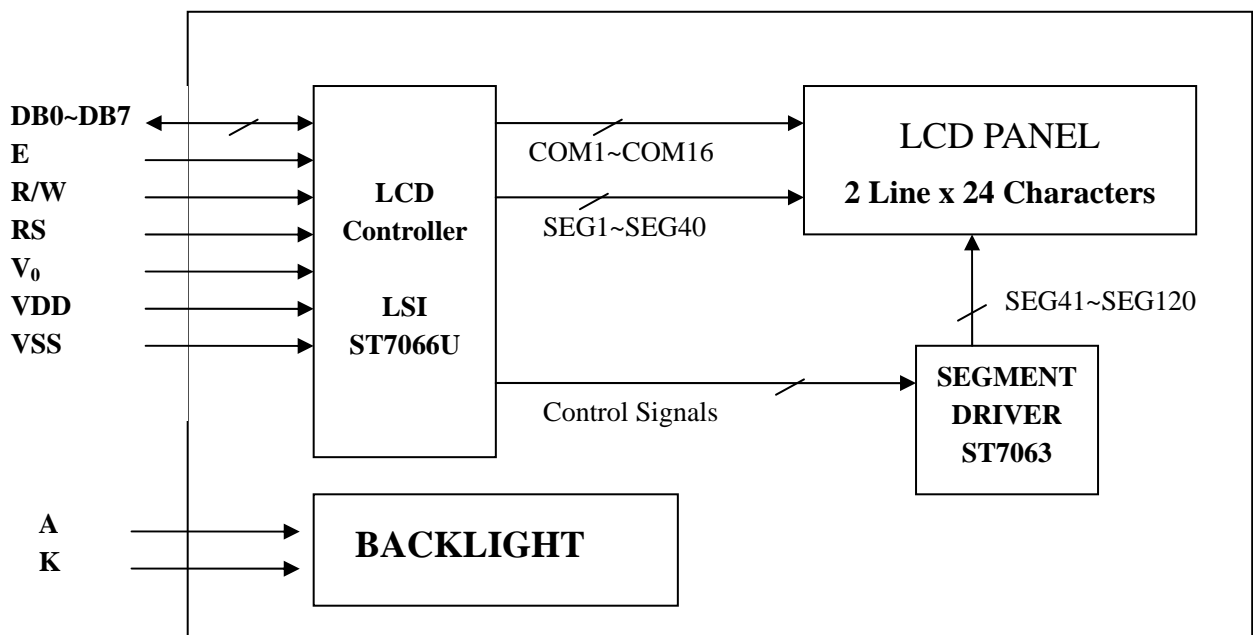 DB0~DB7
E
R/W
RS
V₀
VDD
VSS
A
K
LCD
Controller
LSI
ST7066U
COM1~COM16
SEG1~SEG40
Control Signals
LCD PANEL
2 Line x 24 Characters
SEG41~SEG120
SEGMENT
DRIVER
ST7063
BACKLIGHT